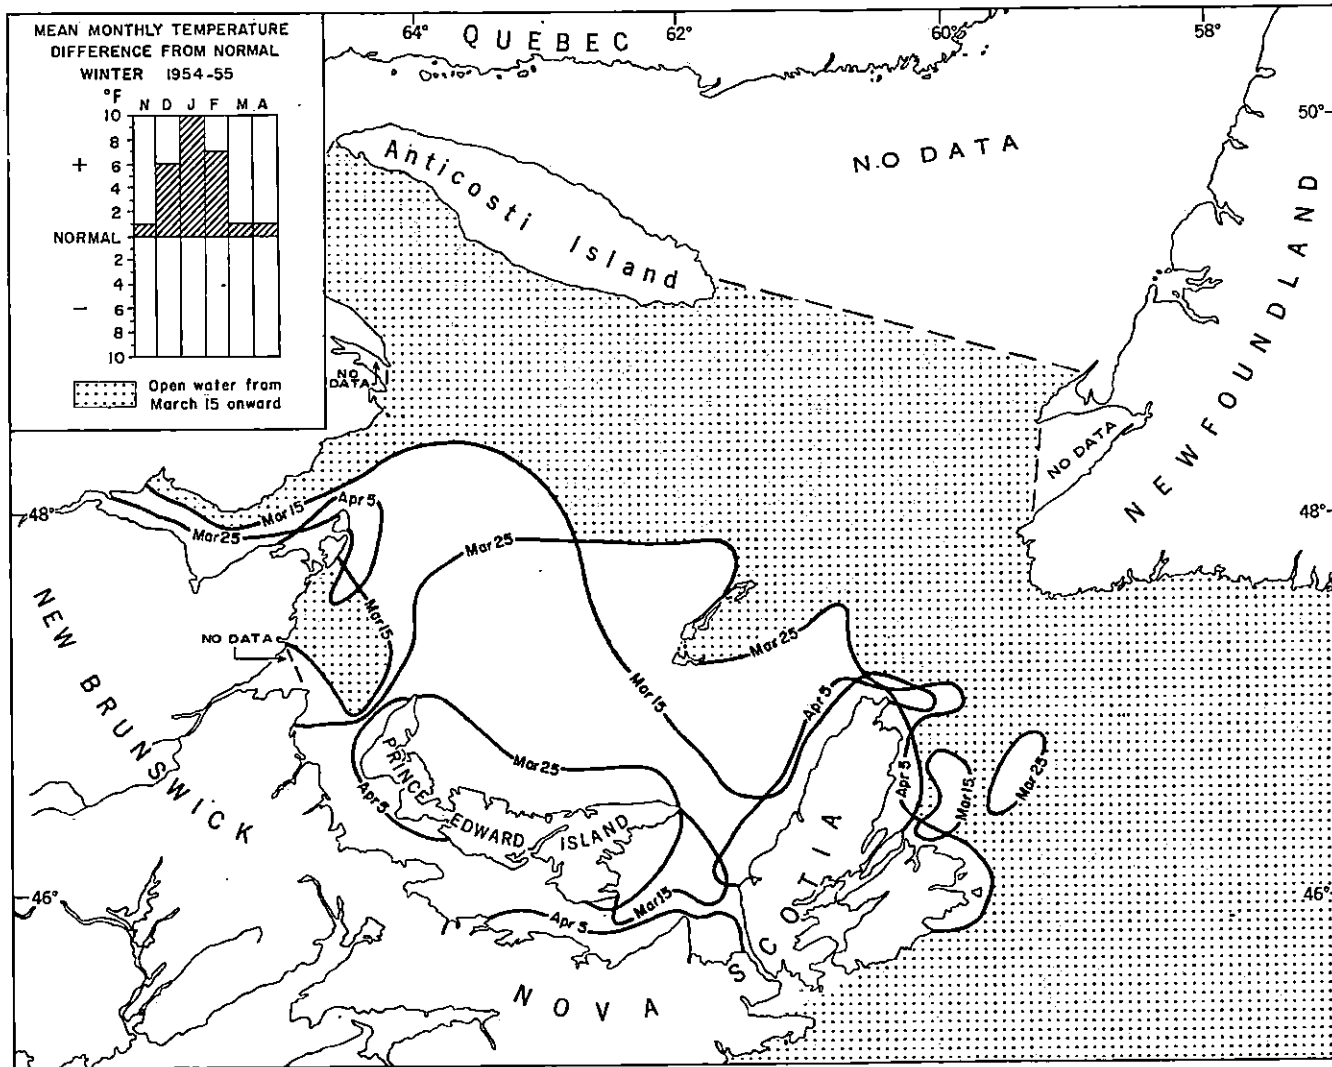 MEAN MONTHLY TEMPERATURE
DIFFERENCE FROM NORMAL
WINTER 1954-55
°F
N D J F M A
10
8
+
6
4
2
NORMAL
2
4
–
6
8
10
Open water from
March 15 onward
64°
62°
60°
58°
QUEBEC
50°
NO DATA
Anticosti Island
NO
DATA
NO DATA
NEWFOUNDLAND
48°
48°
Mar 15
Apr 5
Mar 25
Mar 25
Mar 15
NO DATA
Mar 25
Mar 15
Apr 5
NEW BRUNSWICK
PRINCE
EDWARD
ISLAND
Mar 25
Apr 5
Apr 5
Mar 15
Mar 25
46°
46°
Mar 15
Apr 5
NOVA SCOTIA